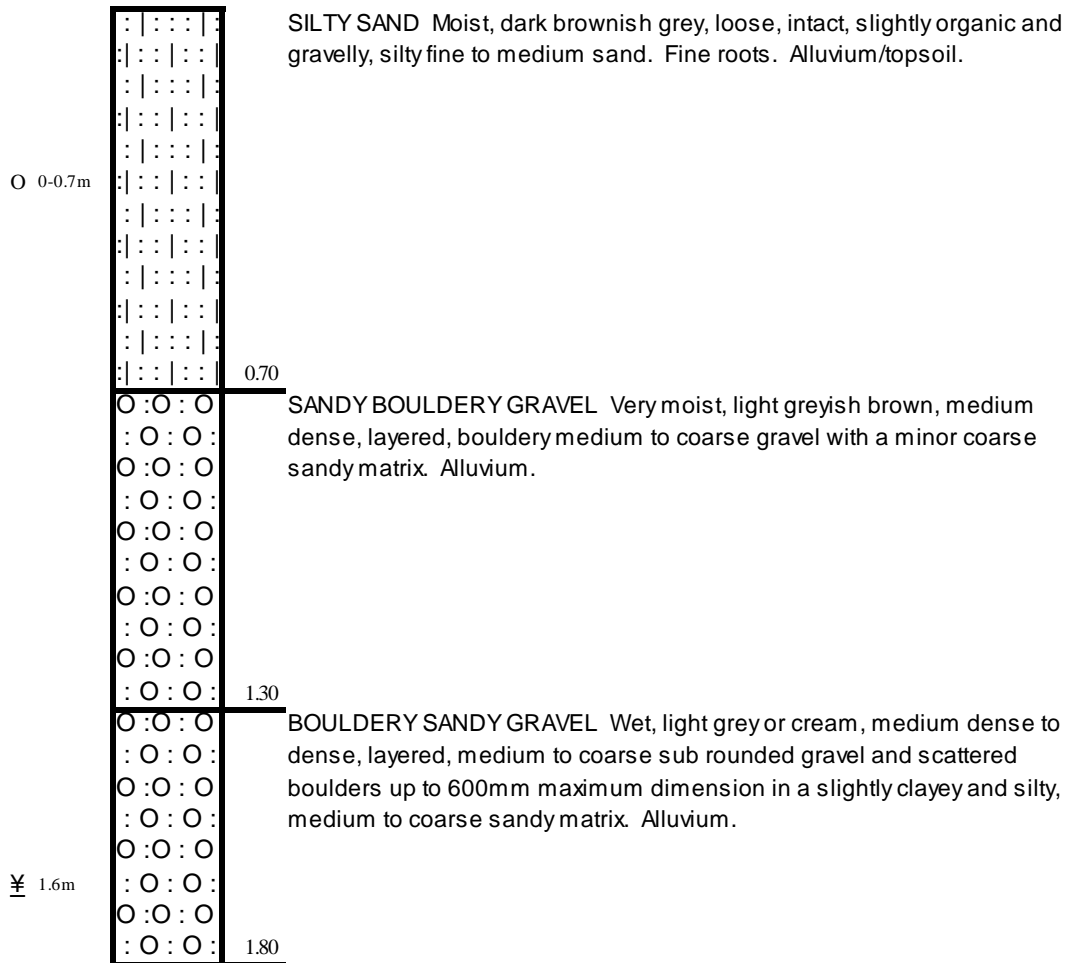 SILTY SAND Moist, dark brownish grey, loose, intact, slightly organic and
gravelly, silty fine to medium sand. Fine roots. Alluvium/topsoil.
O 0-0.7m
0.70
SANDY BOULDERY GRAVEL Very moist, light greyish brown, medium
dense, layered, bouldery medium to coarse gravel with a minor coarse
sandy matrix. Alluvium.
1.30
BOULDERY SANDY GRAVEL Wet, light grey or cream, medium dense to
dense, layered, medium to coarse sub rounded gravel and scattered
boulders up to 600mm maximum dimension in a slightly clayey and silty,
medium to coarse sandy matrix. Alluvium.
¥ 1.6m
1.80